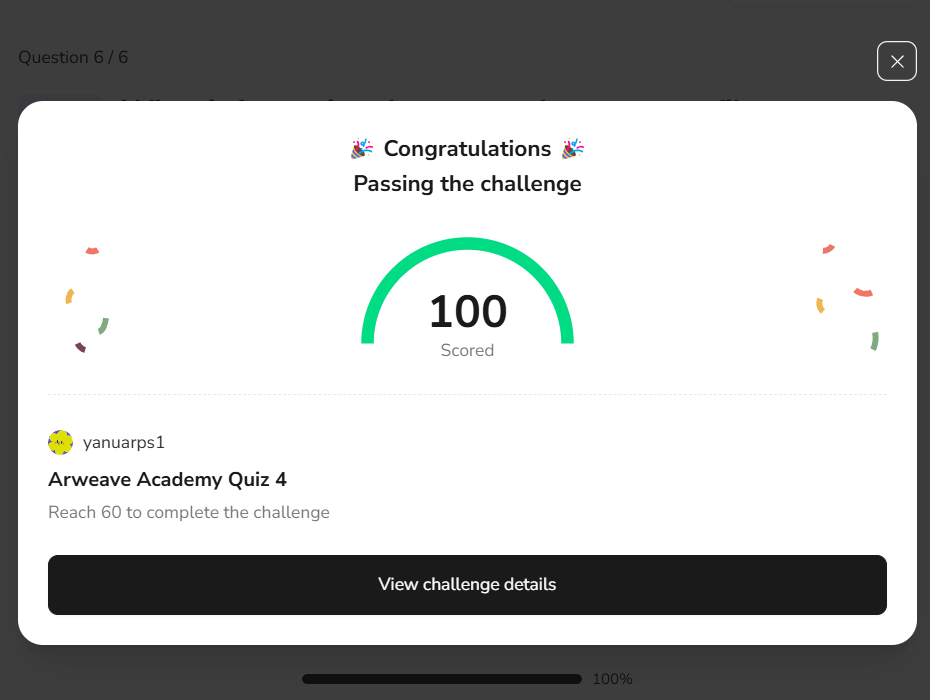 Question 6 / 6
Congratulations
Passing the challenge
100
Scored
yanuarps1
Arweave Academy Quiz 4
Reach 60 to complete the challenge
View challenge details
100%